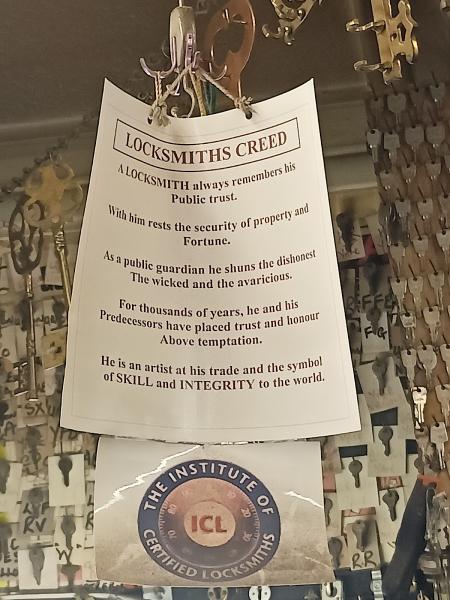 LOCKSMITHS CREED
A LOCKSMITH always remembers his
Public trust.
With him rests the security of property and
Fortune.
As a public guardian he shuns the dishonest
The wicked and the avaricious.
For thousands of years, he and his
Predecessors have placed trust and honour
Above temptation.
He is an artist at his trade and the symbol
of SKILL and INTEGRITY to the world.
THE INSTITUTE OF
ICL
CERTIFIED LOCKSMITHS
RV
W
R.R